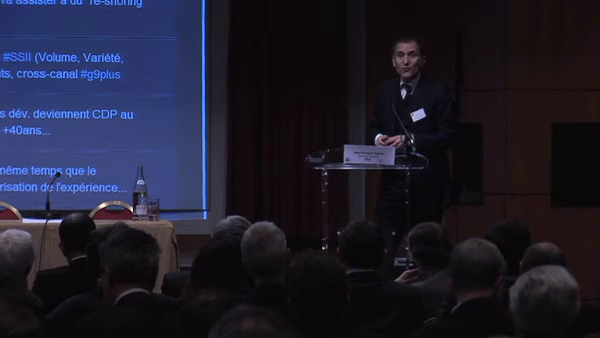 va assister à du "re-shoring
#SSII (Volume, Variété,
ts, cross-canal #g9plus
s dév. deviennent CDP au
+40ans...
même temps que le
risation de l'expérience...